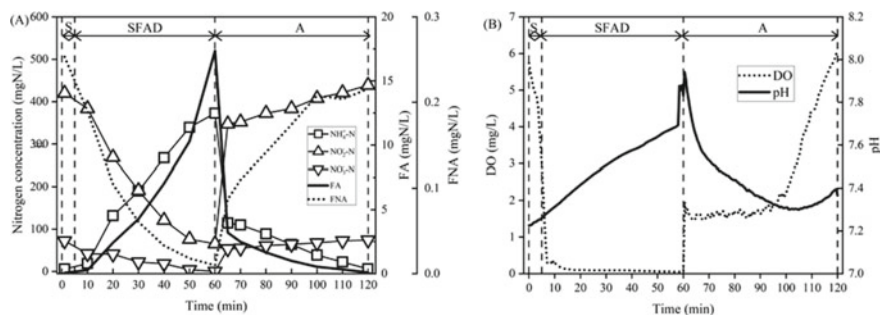 (A)
S
SFAD
A
Nitrogen concentration (mgN/L)
600
500
400
300
200
100
0
0 10 20 30 40 50 60 70 80 90 100 110 120
Time (min)
NH₄⁺-N
FA
FNA
20
15
10
5
0
FA (mgN/L)
0.3
0.2
0.1
0.0
FNA (mgN/L)
(B)
S
SFAD
A
DO (mg/L)
7
6
5
4
3
2
1
0
0 10 20 30 40 50 60 70 80 90 100 110 120
Time (min)
DO
pH
8.2
8.0
7.8
7.6
7.4
7.2
7.0
pH